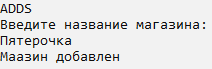 ADDS
Введите название магазина:
Пятерочка
Маазин добавлен